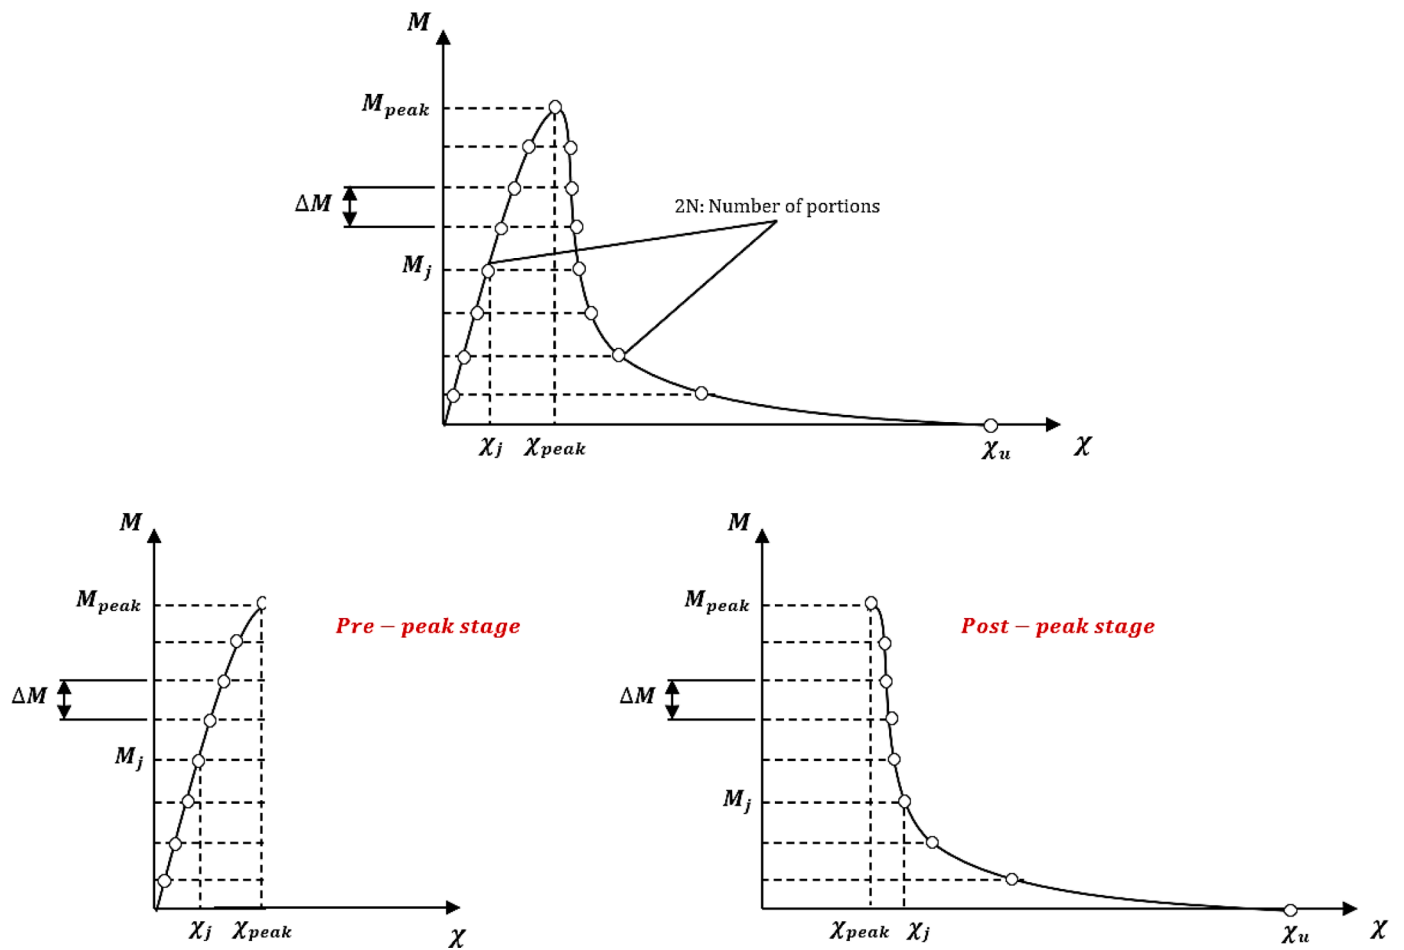 M
M_peak
ΔM
2N: Number of portions
M_j
χ_j χ_peak
χ_u
χ
M
M_peak
Pre − peak stage
ΔM
M_j
χ_j χ_peak
χ
M
M_peak
Post − peak stage
ΔM
M_j
χ_peak χ_j
χ_u
χ